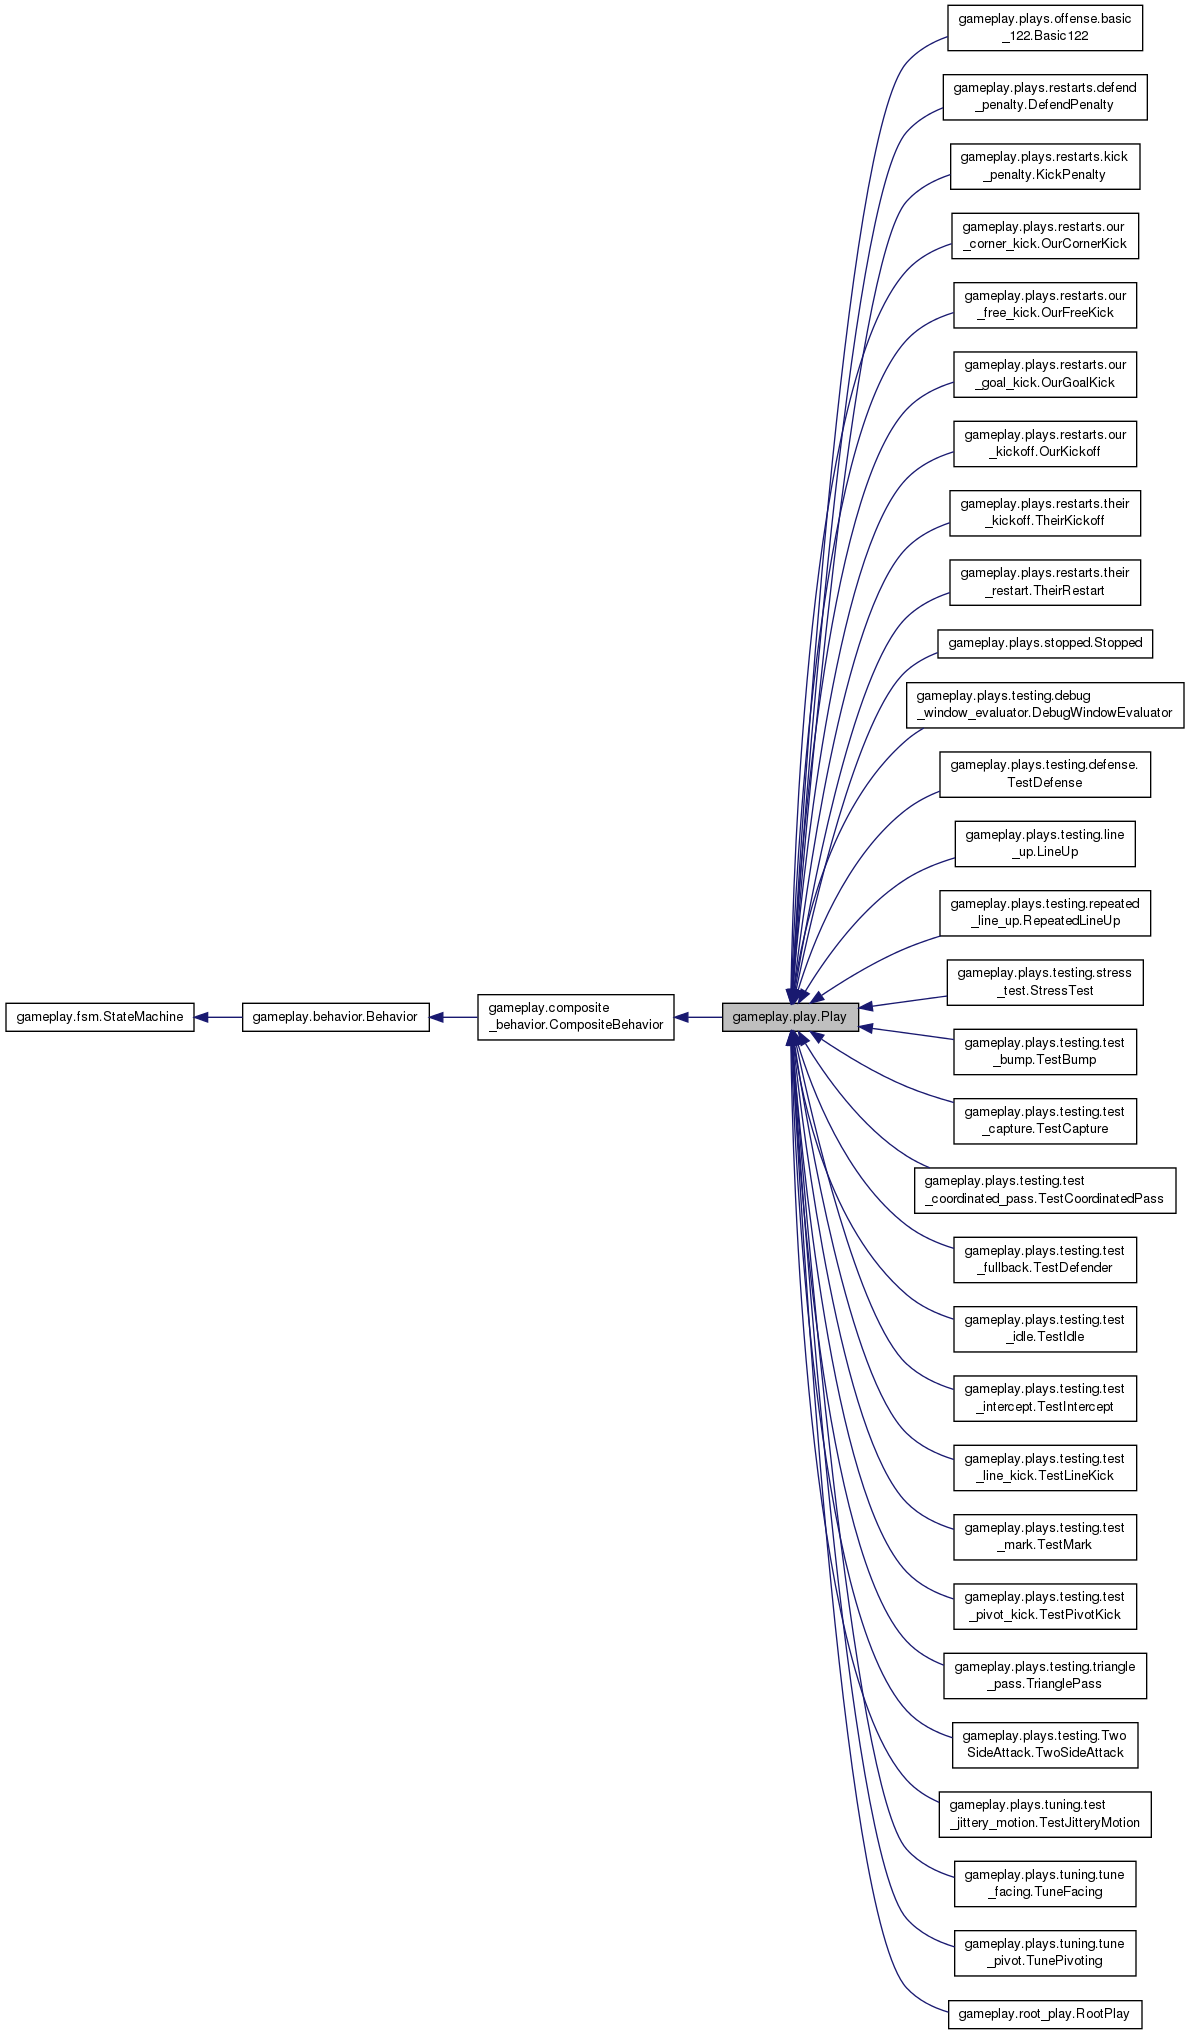 gameplay.plays.offense.basic
_122.Basic122
gameplay.plays.restarts.defend
_penalty.DefendPenalty
gameplay.plays.restarts.kick
_penalty.KickPenalty
gameplay.plays.restarts.our
_corner_kick.OurCornerKick
gameplay.plays.restarts.our
_free_kick.OurFreeKick
gameplay.plays.restarts.our
_goal_kick.OurGoalKick
gameplay.plays.restarts.our
_kickoff.OurKickoff
gameplay.plays.restarts.their
_kickoff.TheirKickoff
gameplay.plays.restarts.their
_restart.TheirRestart
gameplay.plays.stopped.Stopped
gameplay.plays.testing.debug
_window_evaluator.DebugWindowEvaluator
gameplay.plays.testing.defense.
TestDefense
gameplay.plays.testing.line
_up.LineUp
gameplay.plays.testing.repeated
_line_up.RepeatedLineUp
gameplay.plays.testing.stress
_test.StressTest
gameplay.fsm.StateMachine
gameplay.behavior.Behavior
gameplay.composite
_behavior.CompositeBehavior
gameplay.play.Play
gameplay.plays.testing.test
_bump.TestBump
gameplay.plays.testing.test
_capture.TestCapture
gameplay.plays.testing.test
_coordinated_pass.TestCoordinatedPass
gameplay.plays.testing.test
_fullback.TestDefender
gameplay.plays.testing.test
_idle.TestIdle
gameplay.plays.testing.test
_intercept.TestIntercept
gameplay.plays.testing.test
_line_kick.TestLineKick
gameplay.plays.testing.test
_mark.TestMark
gameplay.plays.testing.test
_pivot_kick.TestPivotKick
gameplay.plays.testing.triangle
_pass.TrianglePass
gameplay.plays.testing.Two
SideAttack.TwoSideAttack
gameplay.plays.tuning.test
_jittery_motion.TestJitteryMotion
gameplay.plays.tuning.tune
_facing.TuneFacing
gameplay.plays.tuning.tune
_pivot.TunePivoting
gameplay.root_play.RootPlay